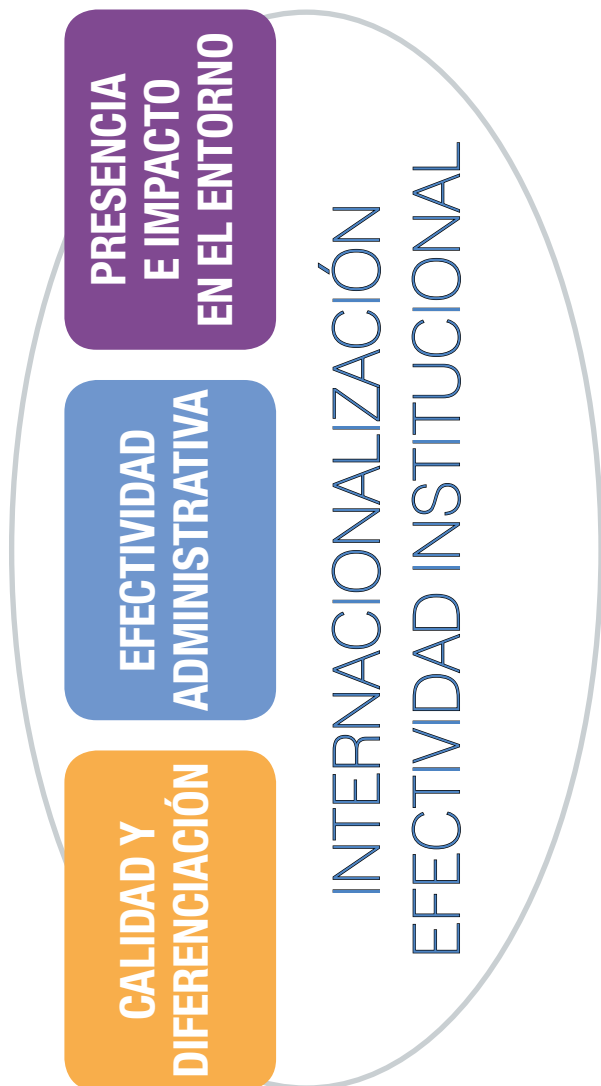 CALIDAD Y
DIFERENCIACIÓN
EFECTIVIDAD
ADMINISTRATIVA
PRESENCIA
E IMPACTO
EN EL ENTORNO
INTERNACIONALIZACIÓN
EFECTIVIDAD INSTITUCIONAL